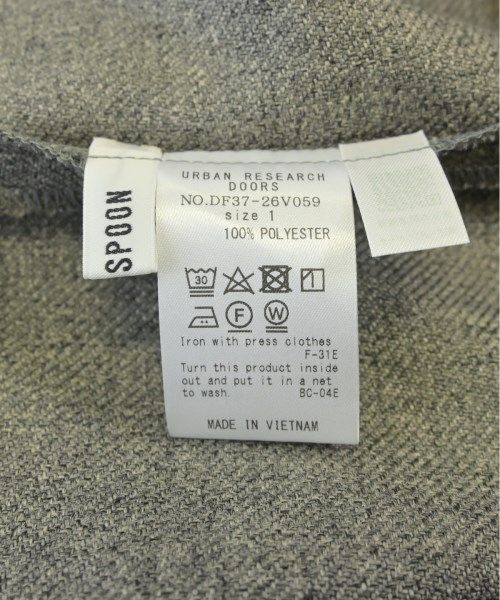 SPOON
URBAN RESEARCH
DOORS
NO.DF37-26V059
size 1
100% POLYESTER
30
F W
Iron with press clothes
F-31E
Turn this product inside
out and put it in a net
to wash. BC-04E
MADE IN VIETNAM